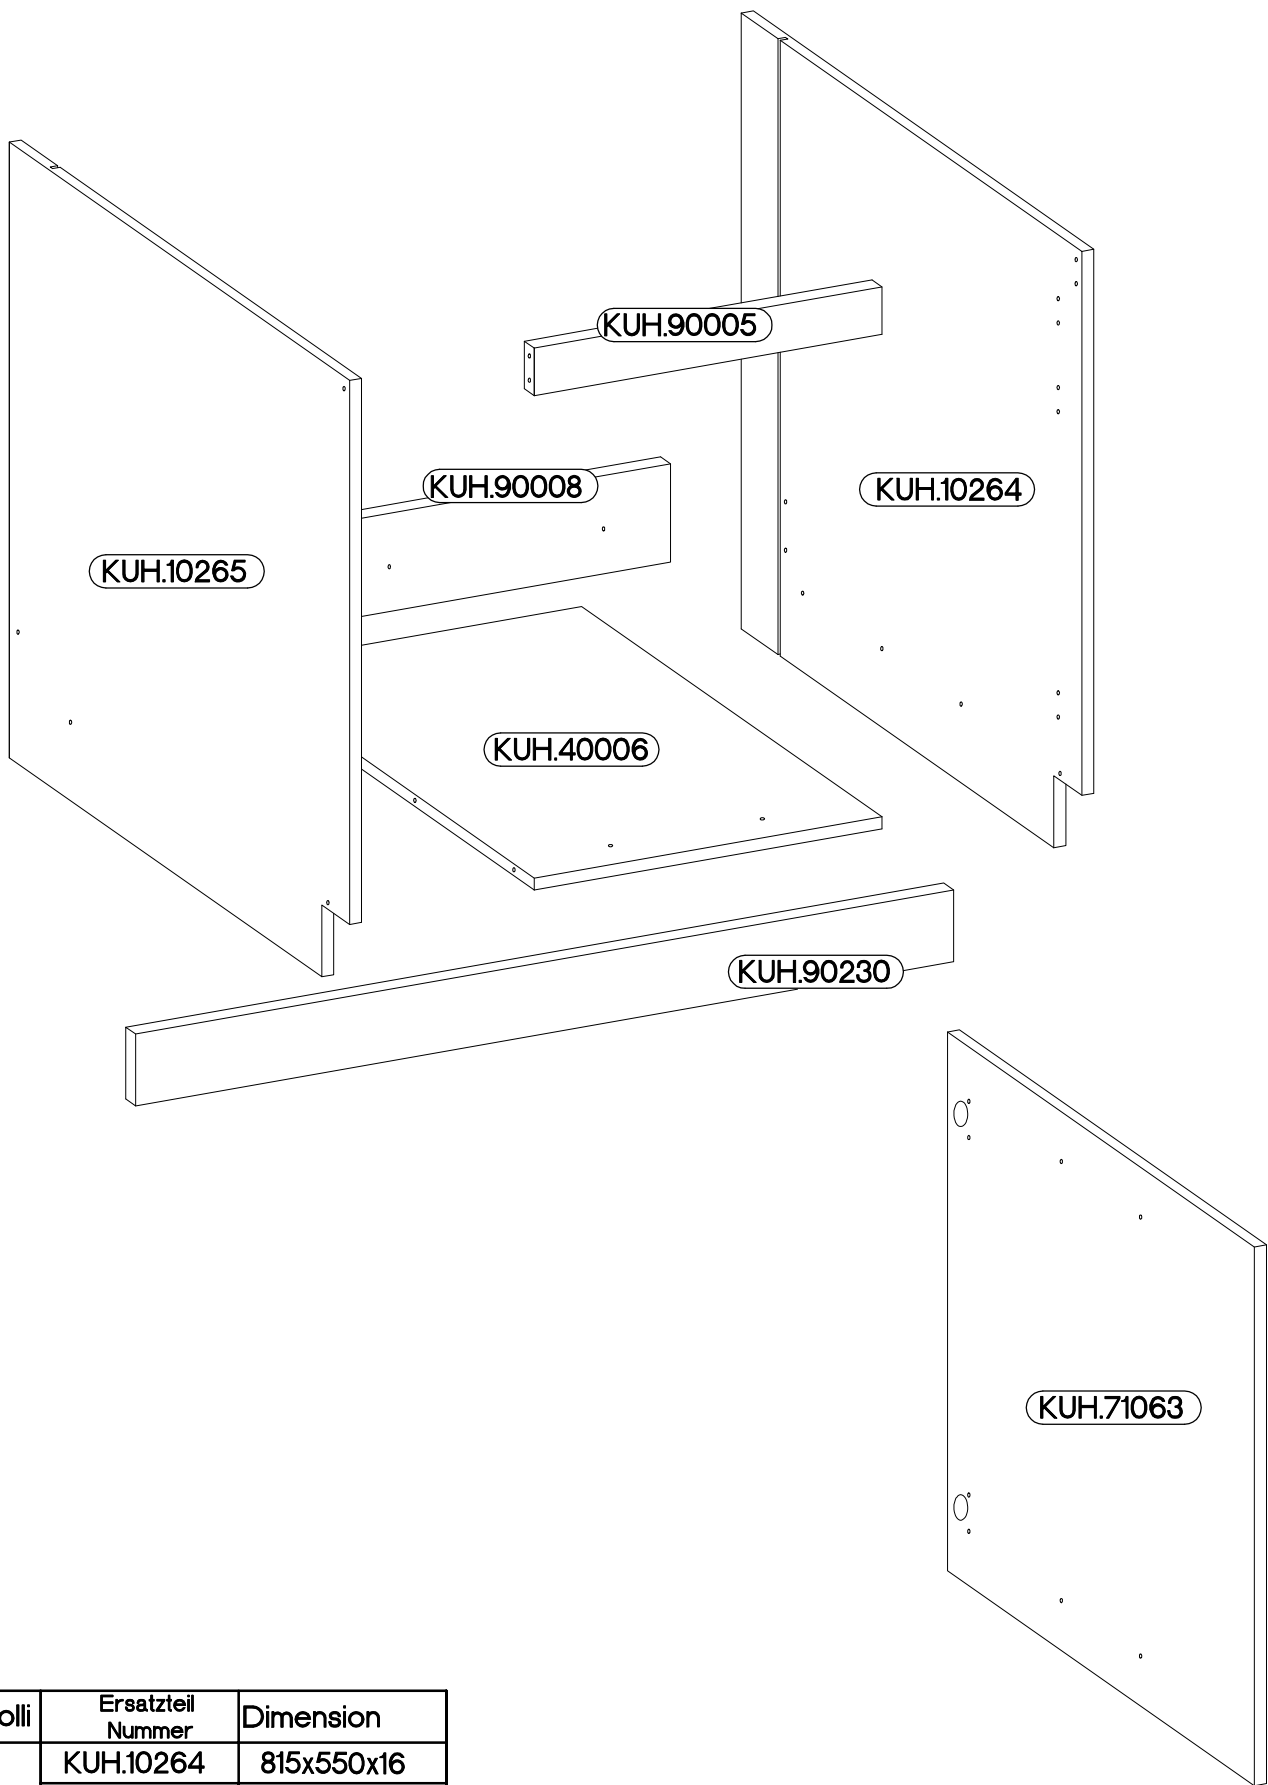 KUH.90005
KUH.90008
KUH.10264
KUH.10265
KUH.40006
KUH.90230
KUH.71063
olli Ersatzteil Nummer Dimension
KUH.10264 815x550x16